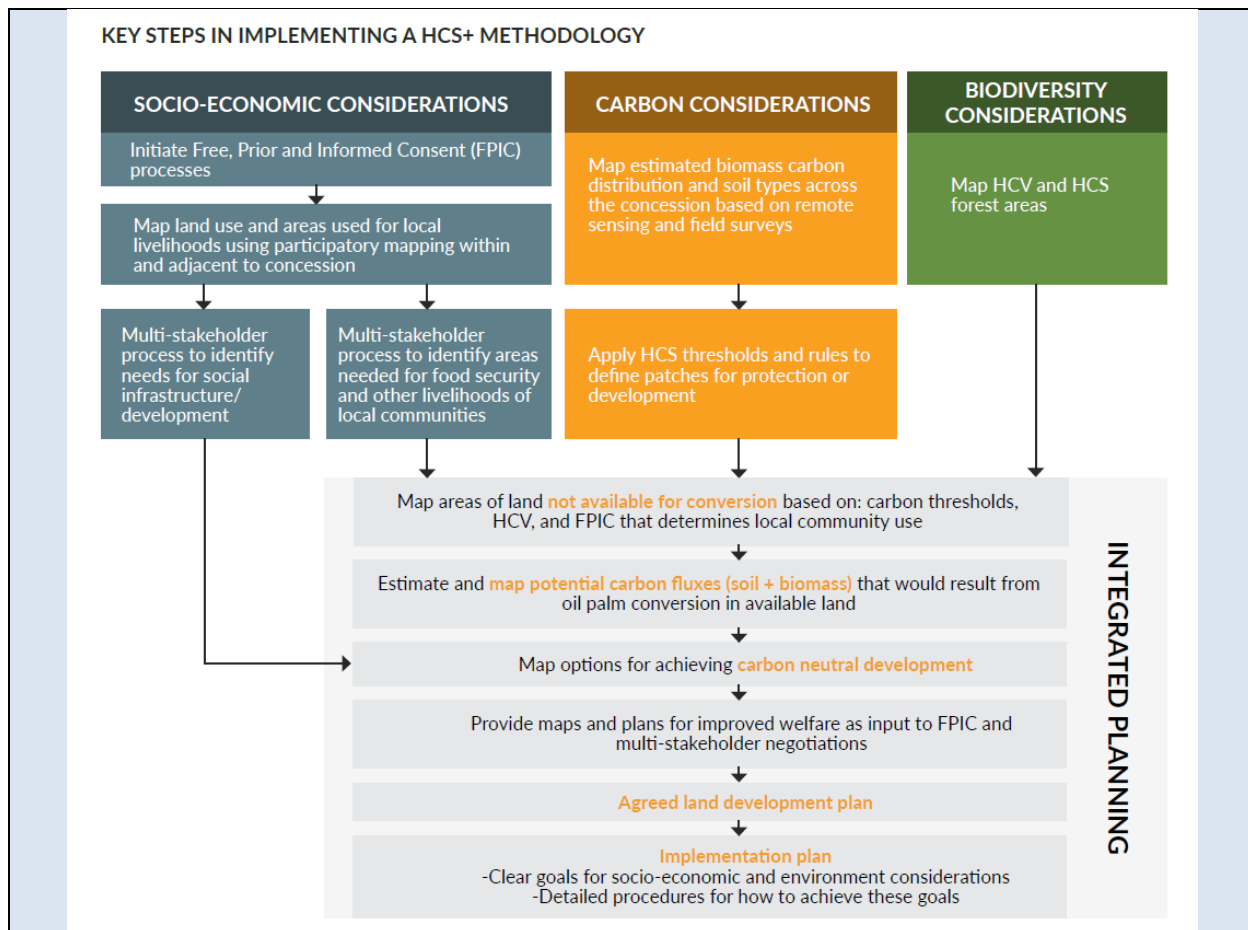 KEY STEPS IN IMPLEMENTING A HCS+ METHODOLOGY
SOCIO-ECONOMIC CONSIDERATIONS
Initiate Free, Prior and Informed Consent (FPIC)
processes
Map land use and areas used for local
livelihoods using participatory mapping within
and adjacent to concession
Multi-stakeholder
process to identify
needs for social
infrastructure/
development
Multi-stakeholder
process to identify areas
needed for food security
and other livelihoods of
local communities
CARBON CONSIDERATIONS
Map estimated biomass carbon
distribution and soil types across
the concession based on remote
sensing and field surveys
Apply HCS thresholds and rules to
define patches for protection or
development
BIODIVERSITY
CONSIDERATIONS
Map HCV and HCS
forest areas
Map areas of land not available for conversion based on: carbon thresholds,
HCV, and FPIC that determines local community use
Estimate and map potential carbon fluxes (soil + biomass) that would result from
oil palm conversion in available land
Map options for achieving carbon neutral development
Provide maps and plans for improved welfare as input to FPIC and
multi-stakeholder negotiations
Agreed land development plan
Implementation plan
-Clear goals for socio-economic and environment considerations
-Detailed procedures for how to achieve these goals
INTEGRATED PLANNING